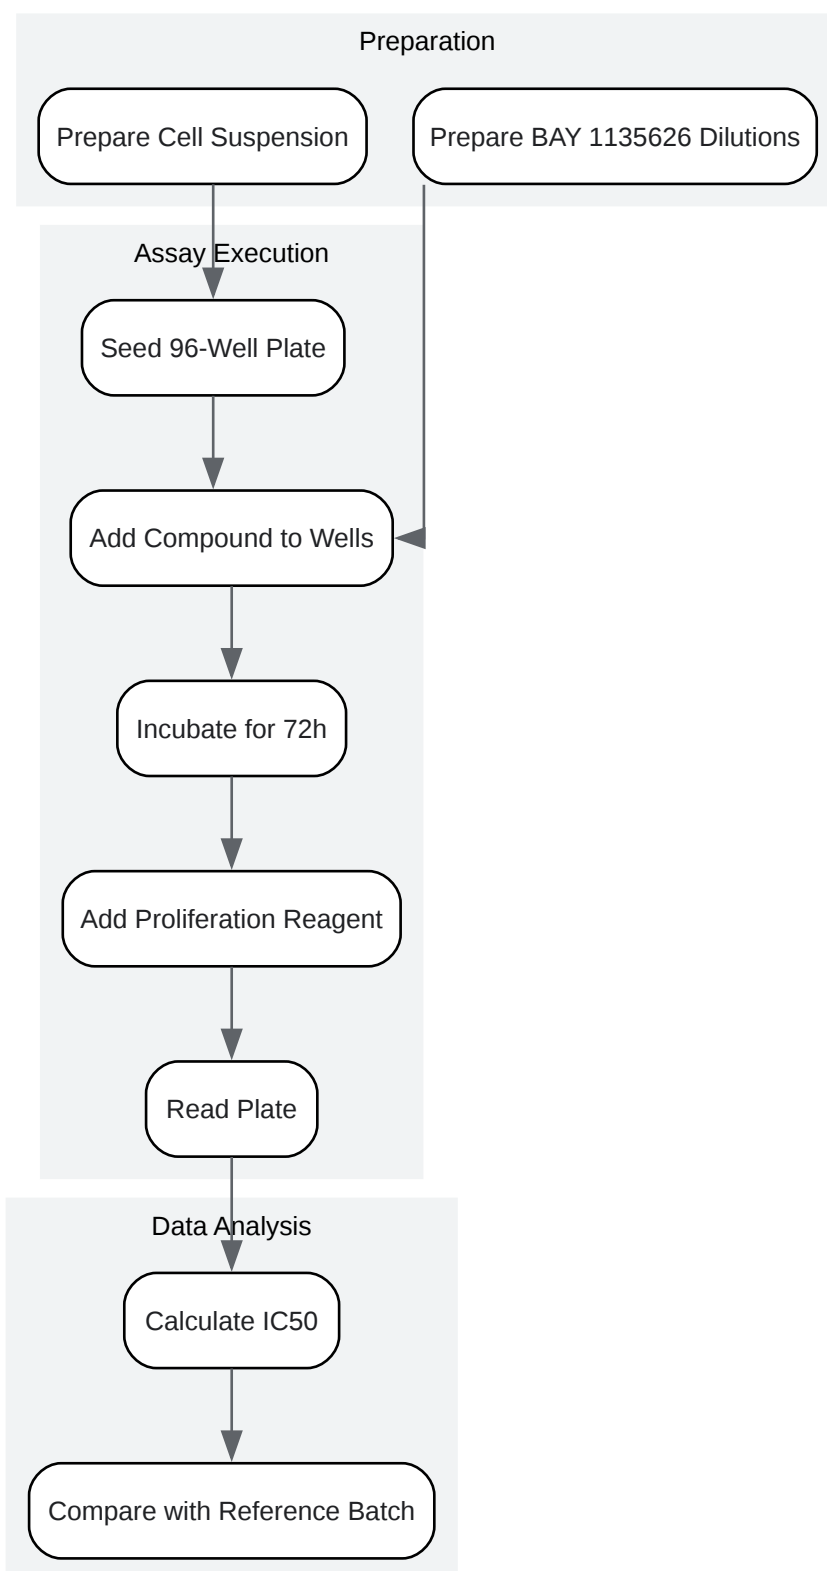 Preparation
Prepare Cell Suspension
Prepare BAY 1135626 Dilutions
Assay Execution
Seed 96-Well Plate
Add Compound to Wells
Incubate for 72h
Add Proliferation Reagent
Read Plate
Data Analysis
Calculate IC50
Compare with Reference Batch